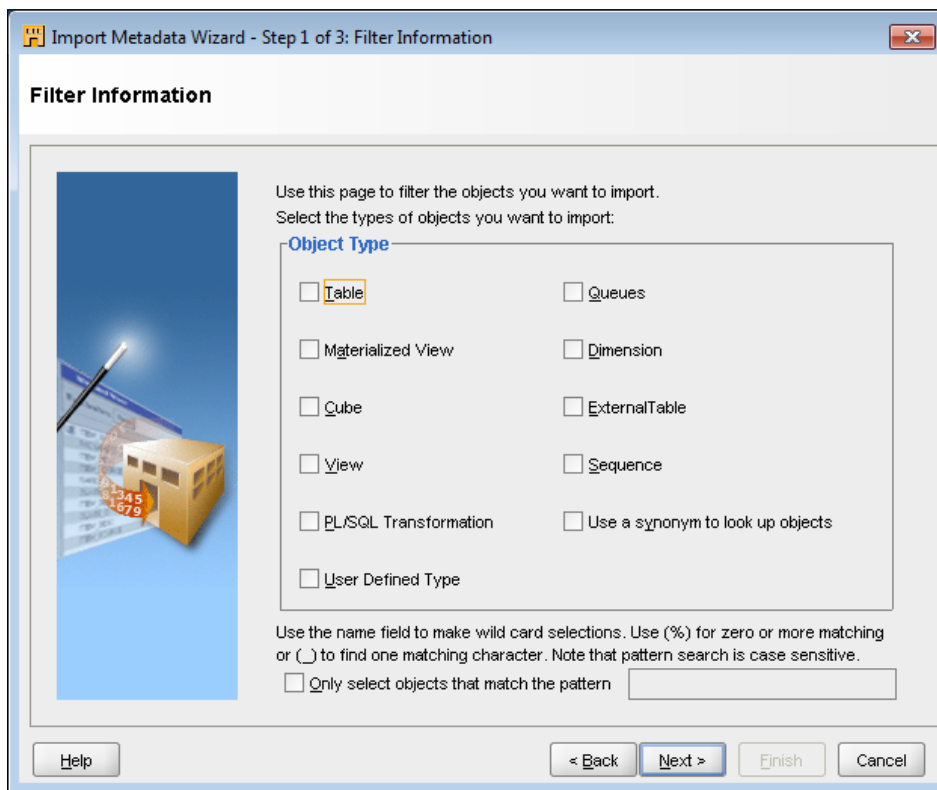 Import Metadata Wizard - Step 1 of 3: Filter Information
Filter Information
Use this page to filter the objects you want to import.
Select the types of objects you want to import:
Object Type
Table
Queues
Materialized View
Dimension
Cube
ExternalTable
View
Sequence
PL/SQL Transformation
Use a synonym to look up objects
User Defined Type
Use the name field to make wild card selections. Use (%) for zero or more matching
or (_) to find one matching character. Note that pattern search is case sensitive.
Only select objects that match the pattern
Help
< Back
Next >
Finish
Cancel